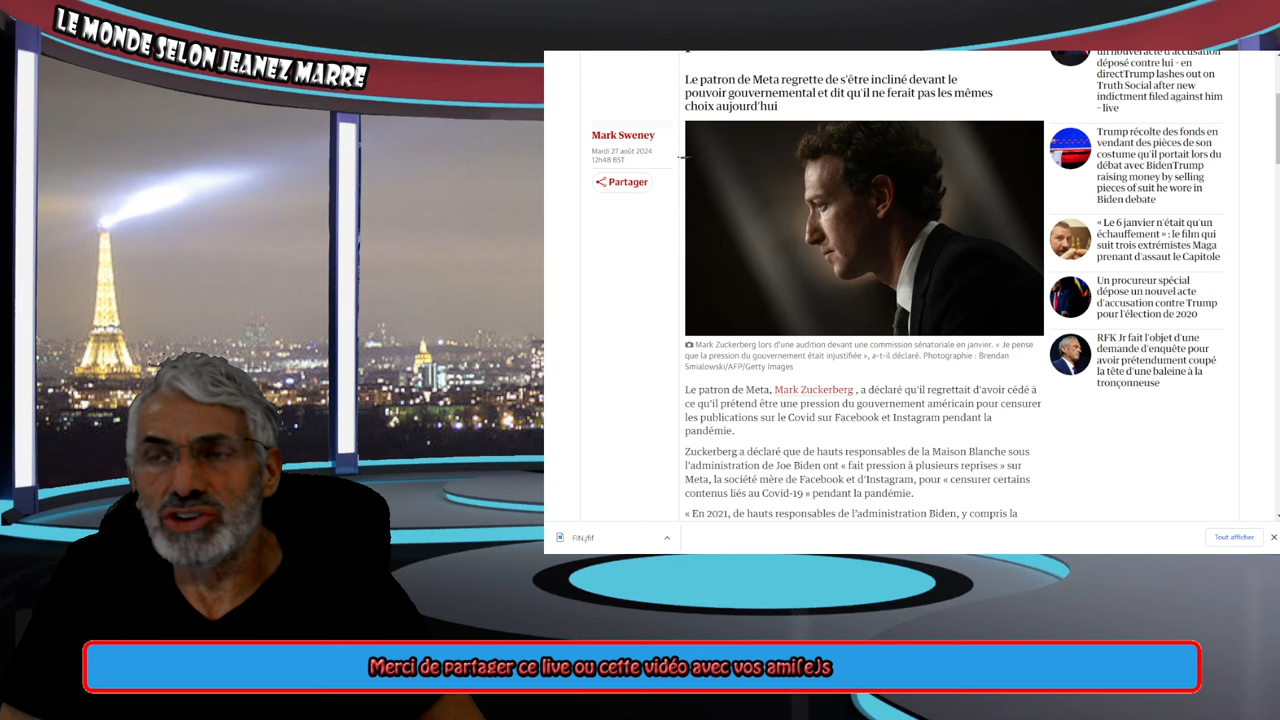 LE MONDE SELON JEANEZ MARRE
Le patron de Meta regrette de s'être incliné devant le
pouvoir gouvernemental et dit qu'il ne ferait pas les mêmes
choix aujourd'hui
Mark Sweney
Mardi 27 août 2024
12h48 BST
Partager
Mark Zuckerberg lors d'une audition devant une commission sénatoriale en janvier. « Je pense
que la pression du gouvernement était injustifiée », a-t-il déclaré. Photographie : Brendan
Smialowski/AFP/Getty Images
Le patron de Meta, Mark Zuckerberg , a déclaré qu'il regrettait d'avoir cédé à
ce qu'il prétend être une pression du gouvernement américain pour censurer
les publications sur le Covid sur Facebook et Instagram pendant la
pandémie.
Zuckerberg a déclaré que de hauts responsables de la Maison Blanche sous
l'administration de Joe Biden ont « fait pression à plusieurs reprises » sur
Meta, la société mère de Facebook et d'Instagram, pour « censurer certains
contenus liés au Covid-19 » pendant la pandémie.
« En 2021, de hauts responsables de l'administration Biden, y compris la
un nouvel acte d'accusation
déposé contre lui – en
directTrump lashes out on
Truth Social after new
indictment filed against him
– live
Trump récolte des fonds en
vendant des pièces de son
costume qu'il portait lors du
débat avec BidenTrump
raising money by selling
pieces of suit he wore in
Biden debate
« Le 6 janvier n'était qu'un
échauffement » : le film qui
suit trois extrémistes Maga
prenant d'assaut le Capitole
Un procureur spécial
dépose un nouvel acte
d'accusation contre Trump
pour l'élection de 2020
RFK Jr fait l'objet d'une
demande d'enquête pour
avoir prétendument coupé
la tête d'une baleine à la
tronçonneuse
FIN.jfif
Tout afficher
Merci de partager ce live ou cette vidéo avec vos ami(e)s